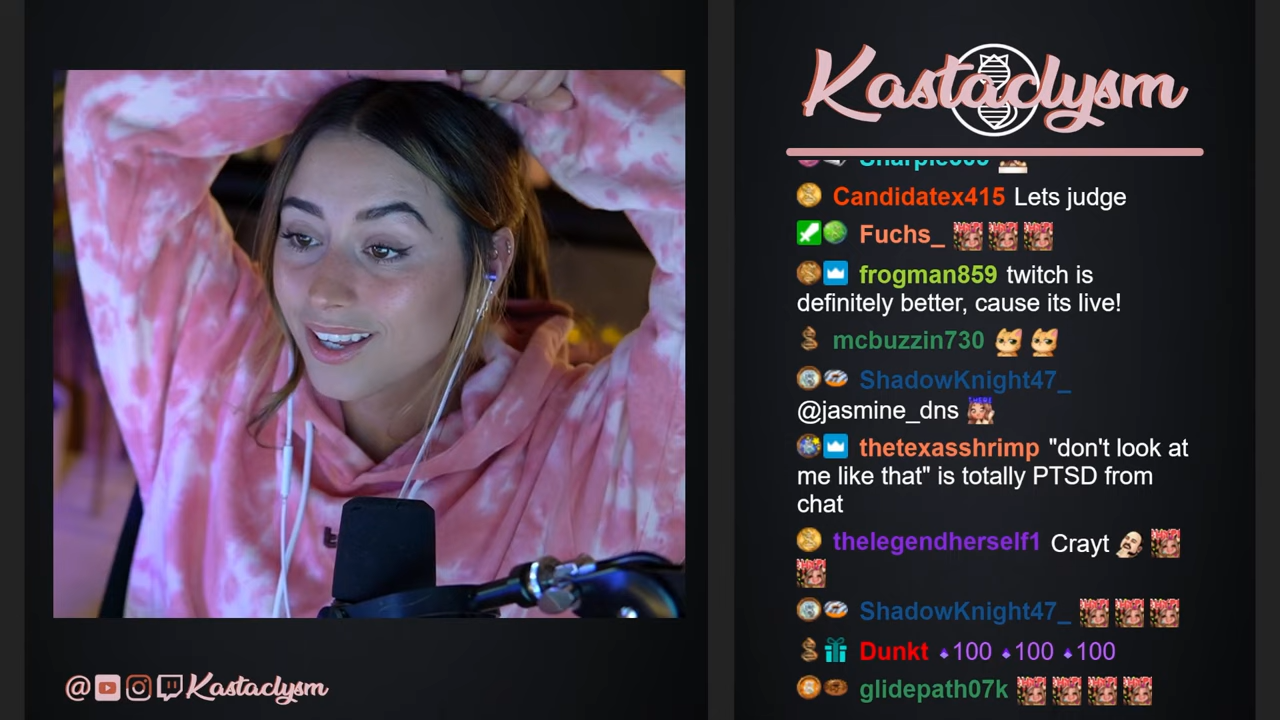 Kastaclysm
Candidatex415 Lets judge
Fuchs_
frogman859 twitch is
definitely better, cause its live!
mcbuzzin730
ShadowKnight47_
@jasmine_dns
thetexasshrimp "don't look at
me like that" is totally PTSD from
chat
thelegendherself1 Crayt
ShadowKnight47_
Dunkt 100 100 100
glidepath07k
@ Kastaclysm